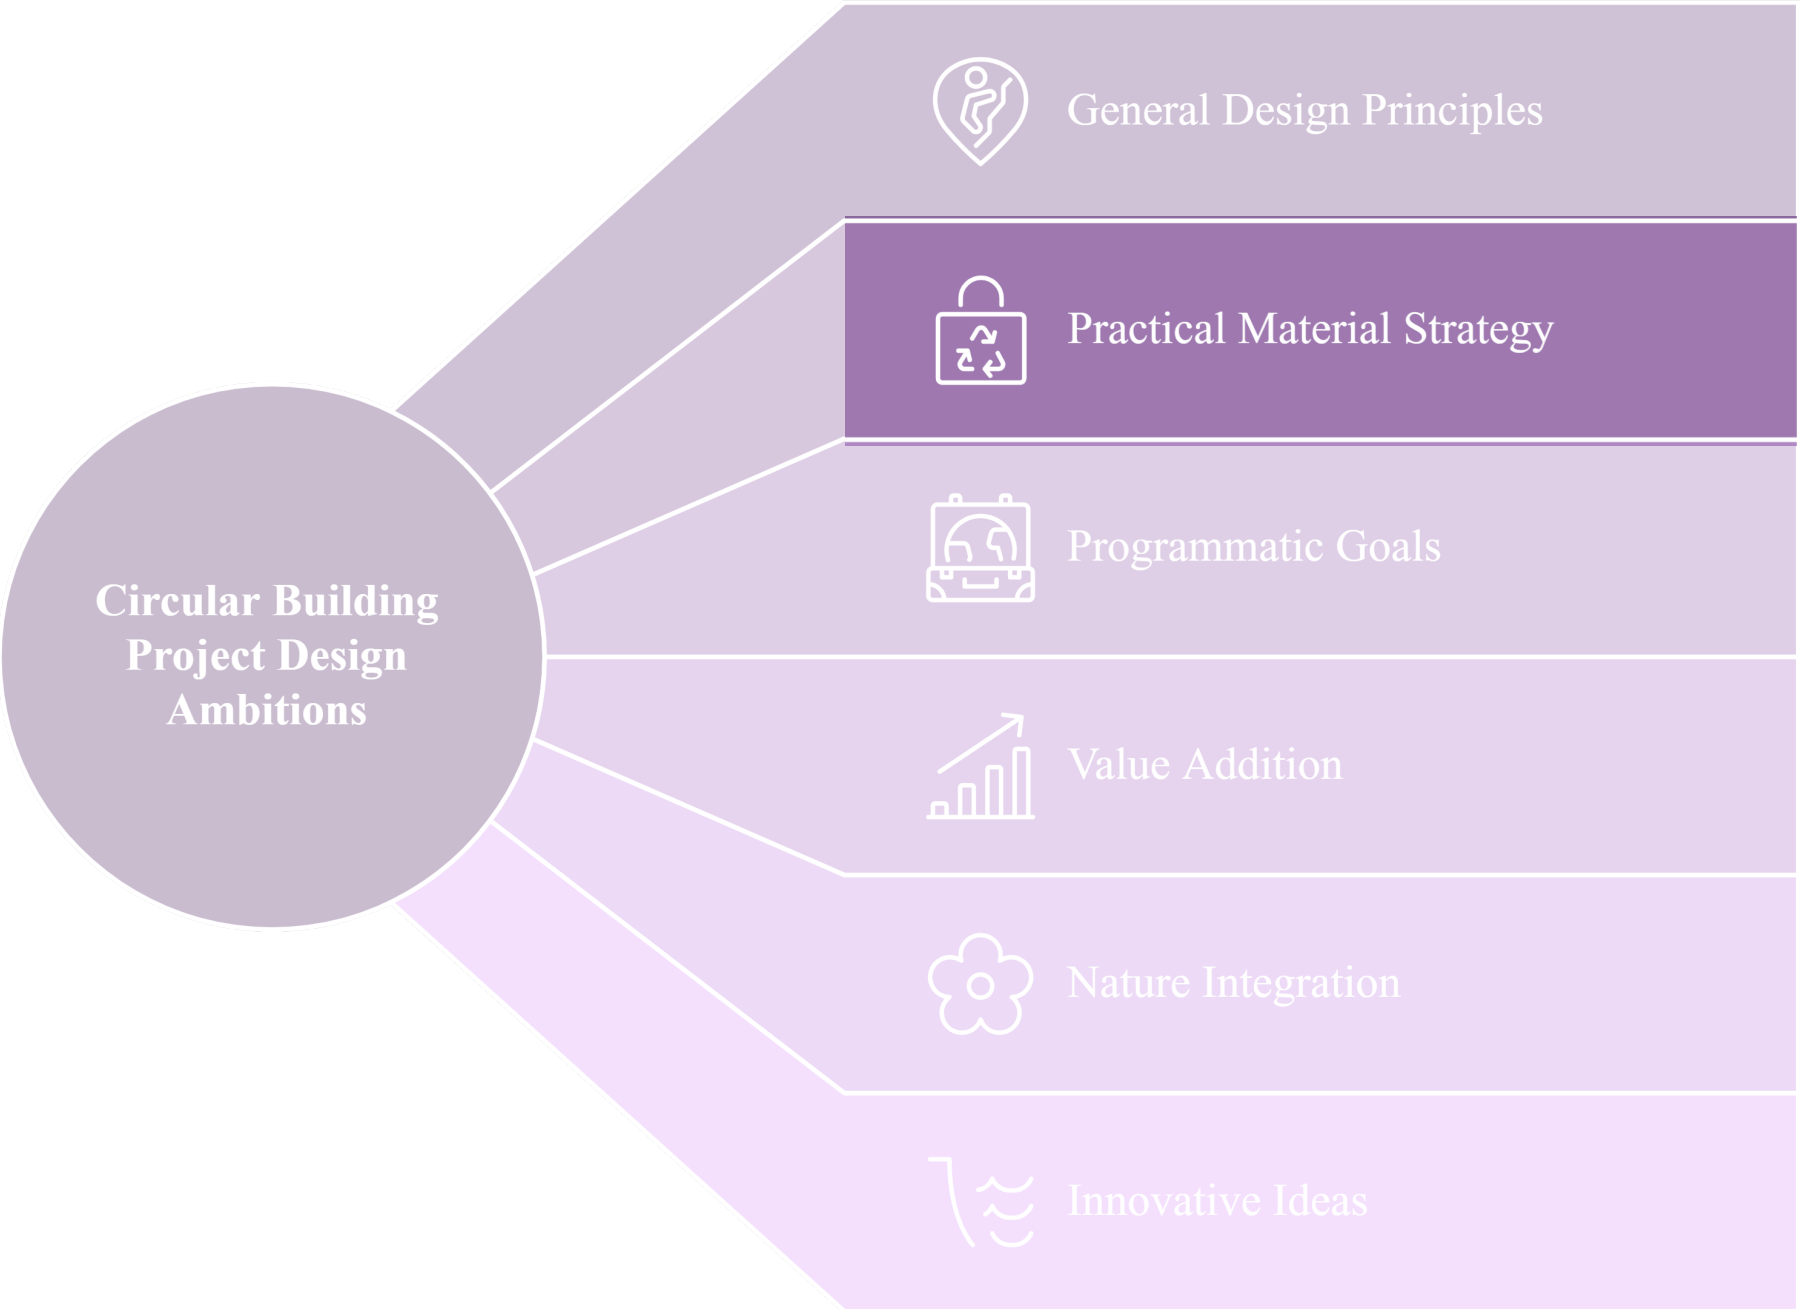 General Design Principles
Practical Material Strategy
Programmatic Goals
Circular Building
Project Design
Ambitions
Value Addition
Nature Integration
Innovative Ideas